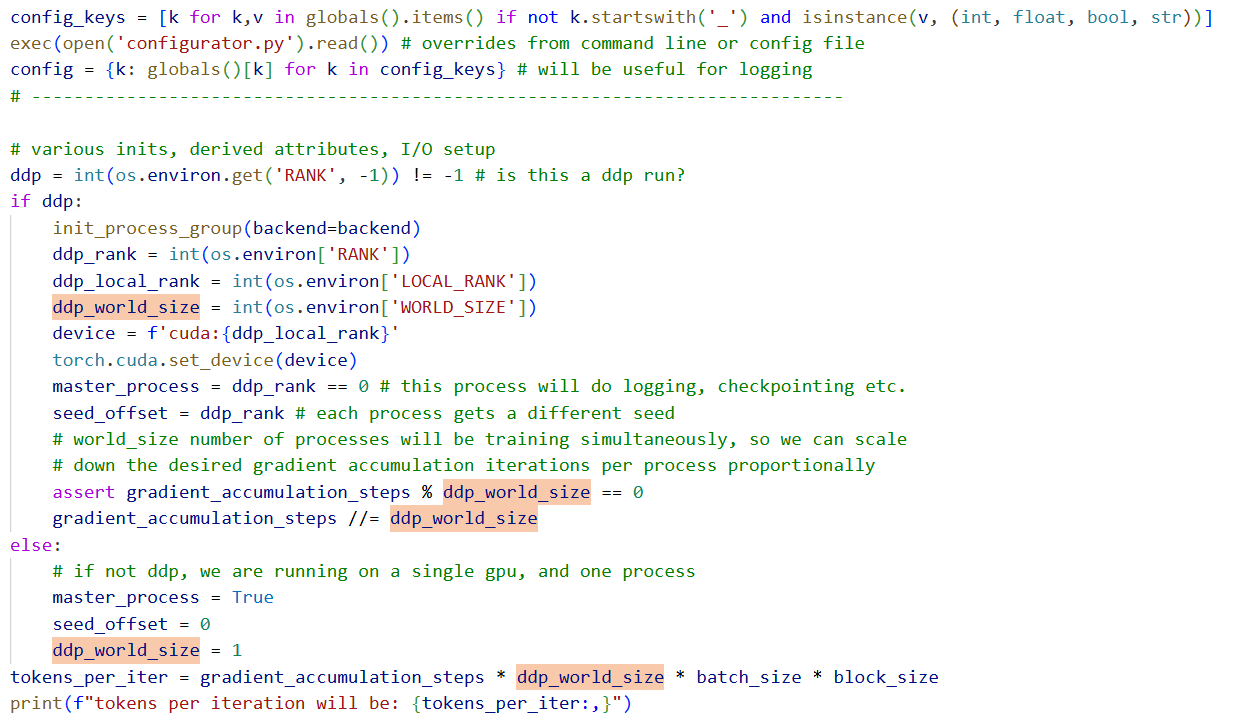 config_keys = [k for k,v in globals().items() if not k.startswith('_') and isinstance(v, (int, float, bool, str))]
exec(open('configurator.py').read()) # overrides from command line or config file
config = {k: globals()[k] for k in config_keys} # will be useful for logging
# -----------------------------------------------------------------------------
# various inits, derived attributes, I/O setup
ddp = int(os.environ.get('RANK', -1)) != -1 # is this a ddp run?
if ddp:
    init_process_group(backend=backend)
    ddp_rank = int(os.environ['RANK'])
    ddp_local_rank = int(os.environ['LOCAL_RANK'])
    ddp_world_size = int(os.environ['WORLD_SIZE'])
    device = f'cuda:{ddp_local_rank}'
    torch.cuda.set_device(device)
    master_process = ddp_rank == 0 # this process will do logging, checkpointing etc.
    seed_offset = ddp_rank # each process gets a different seed
    # world_size number of processes will be training simultaneously, so we can scale
    # down the desired gradient accumulation iterations per process proportionally
    assert gradient_accumulation_steps % ddp_world_size == 0
    gradient_accumulation_steps //= ddp_world_size
else:
    # if not ddp, we are running on a single gpu, and one process
    master_process = True
    seed_offset = 0
    ddp_world_size = 1
tokens_per_iter = gradient_accumulation_steps * ddp_world_size * batch_size * block_size
print(f"tokens per iteration will be: {tokens_per_iter:,}")